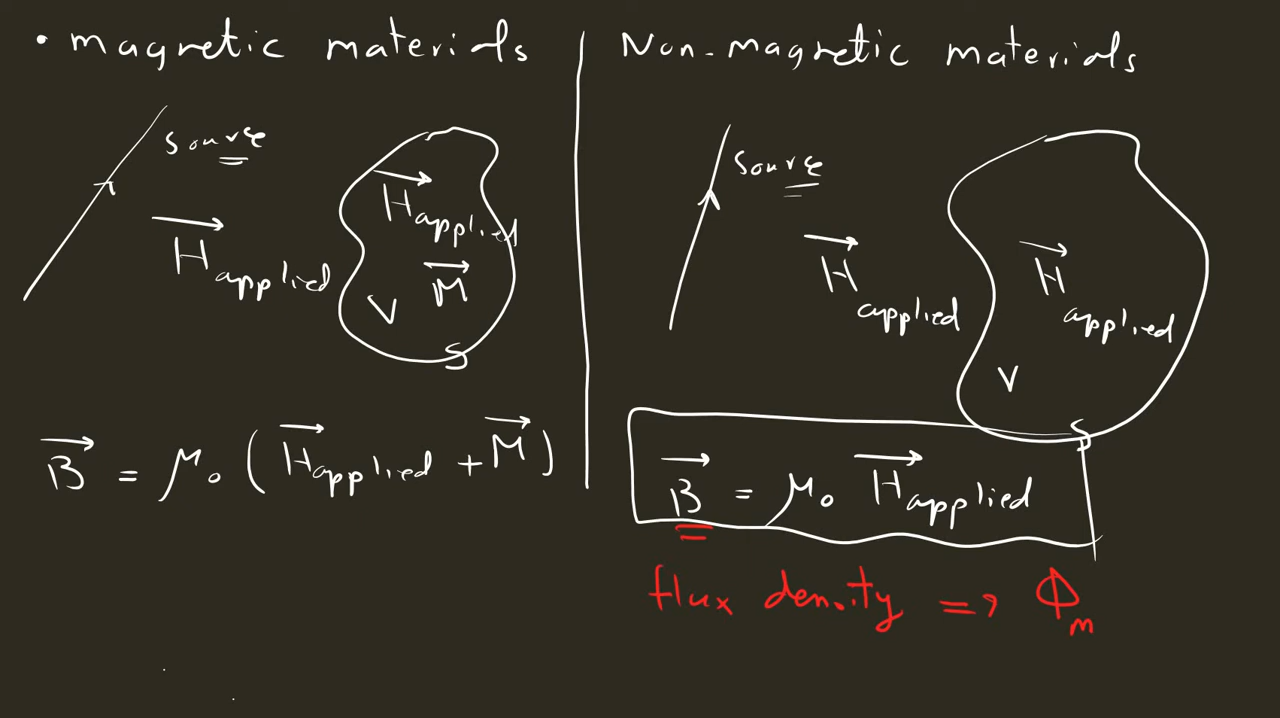 • magnetic materials
source
H applied
H applied
M
V
S
B = μ₀ ( H applied + M )
Non-magnetic materials
source
H applied
H applied
V
S
B = μ₀ H applied
flux density => Φm